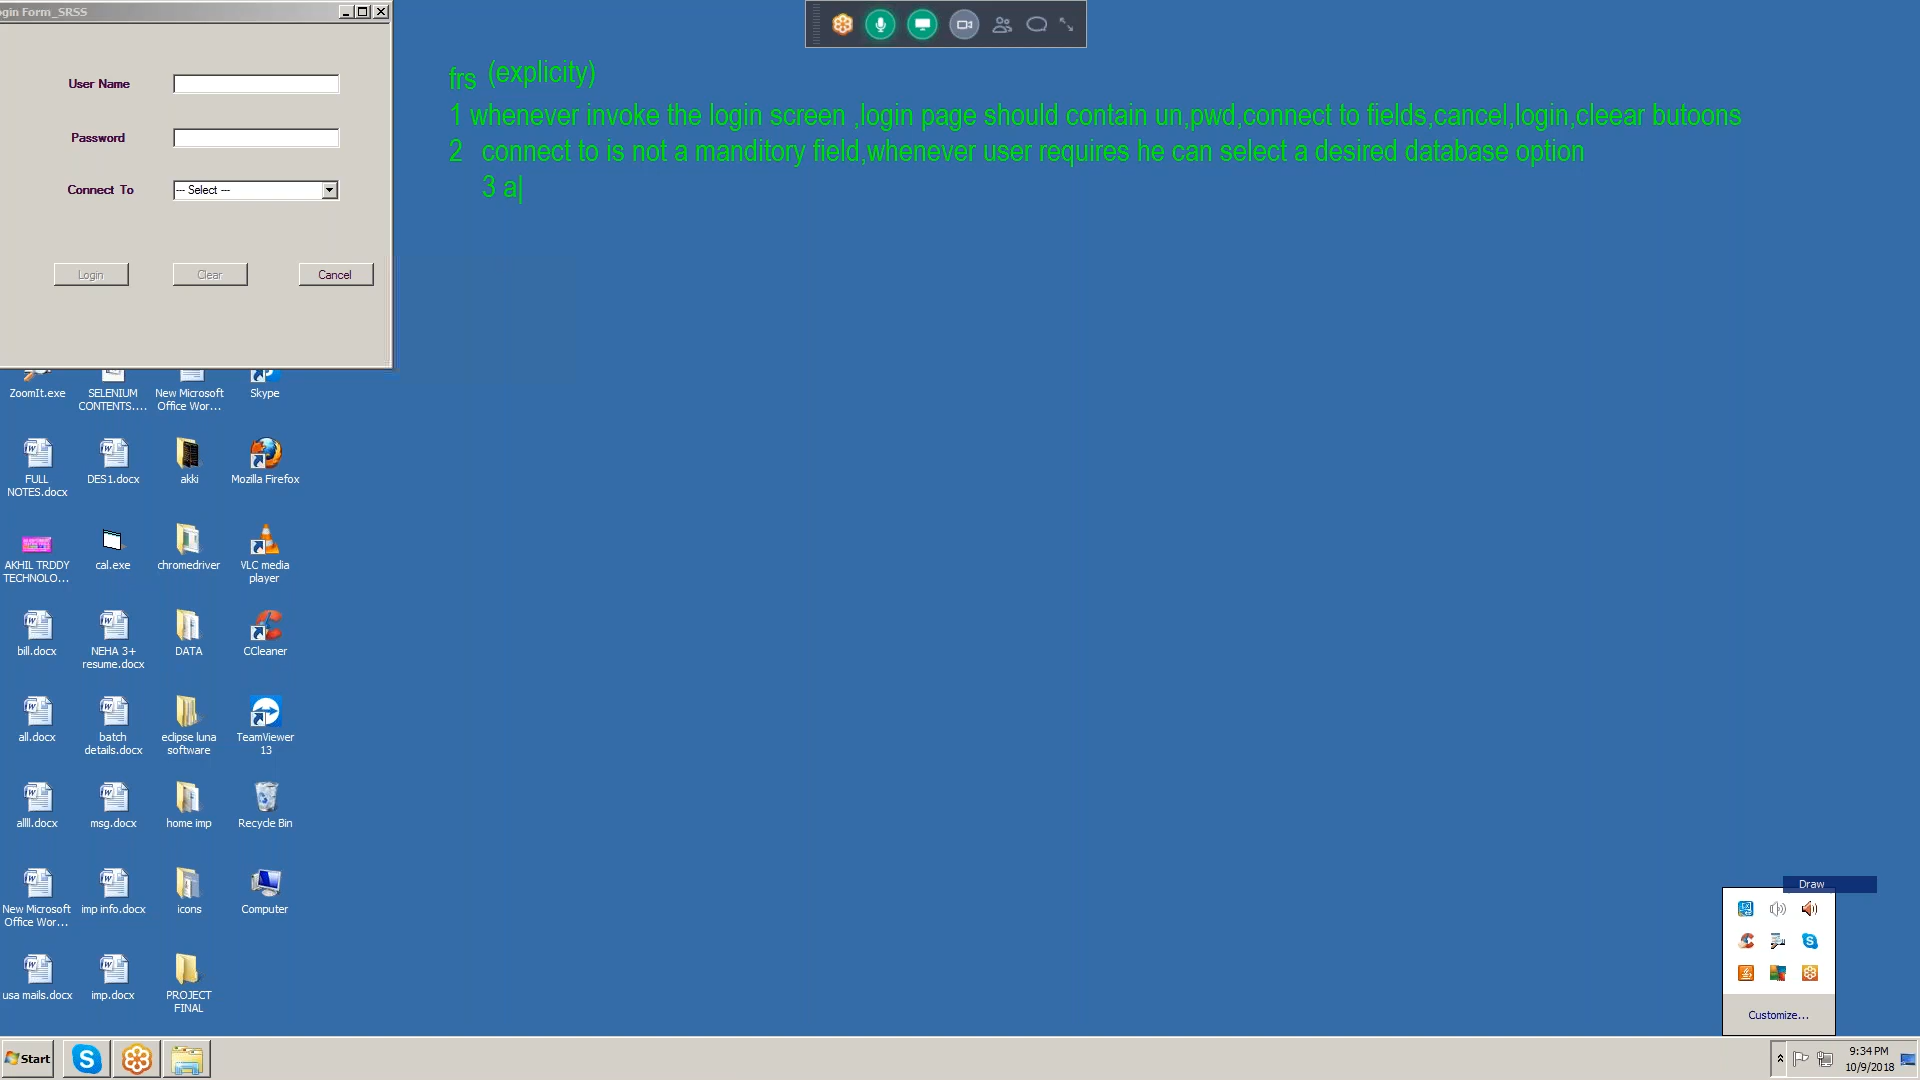 ogin Form_SRSS
User Name
Password
Connect To
--- Select ---
Login
Clear
Cancel
frs (explicity)
1 whenever invoke the login screen ,login page should contain un,pwd,connect to fields,cancel,login,cleear butoons
2 connect to is not a manditory field,whenever user requires he can select a desired database option
3 a
ZoomIt.exe
SELENIUM
CONTENTS....
New Microsoft
Office Wor...
Skype
FULL
NOTES.docx
DES1.docx
akki
Mozilla Firefox
AKHIL TRDDY
TECHNOLO...
cal.exe
chromedriver
VLC media
player
bill.docx
NEHA 3+
resume.docx
DATA
CCleaner
all.docx
batch
details.docx
eclipse luna
software
TeamViewer
13
allll.docx
msg.docx
home imp
Recycle Bin
New Microsoft
Office Wor...
imp info.docx
icons
Computer
usa mails.docx
imp.docx
PROJECT
FINAL
Draw
Customize...
Start
9:34 PM
10/9/2018